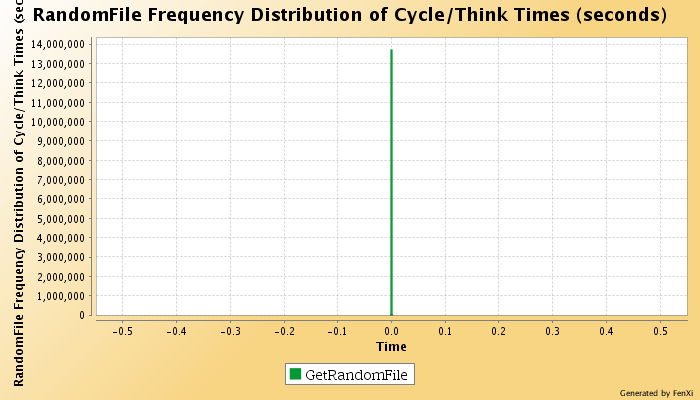 RandomFile Frequency Distribution of Cycle/Think Times (seconds)
RandomFile Frequency Distribution of Cycle/Think Times (sec
14,000,000
13,000,000
12,000,000
11,000,000
10,000,000
9,000,000
8,000,000
7,000,000
6,000,000
5,000,000
4,000,000
3,000,000
2,000,000
1,000,000
0
-0.5 -0.4 -0.3 -0.2 -0.1 0.0 0.1 0.2 0.3 0.4 0.5
Time
GetRandomFile
Generated by FenXi